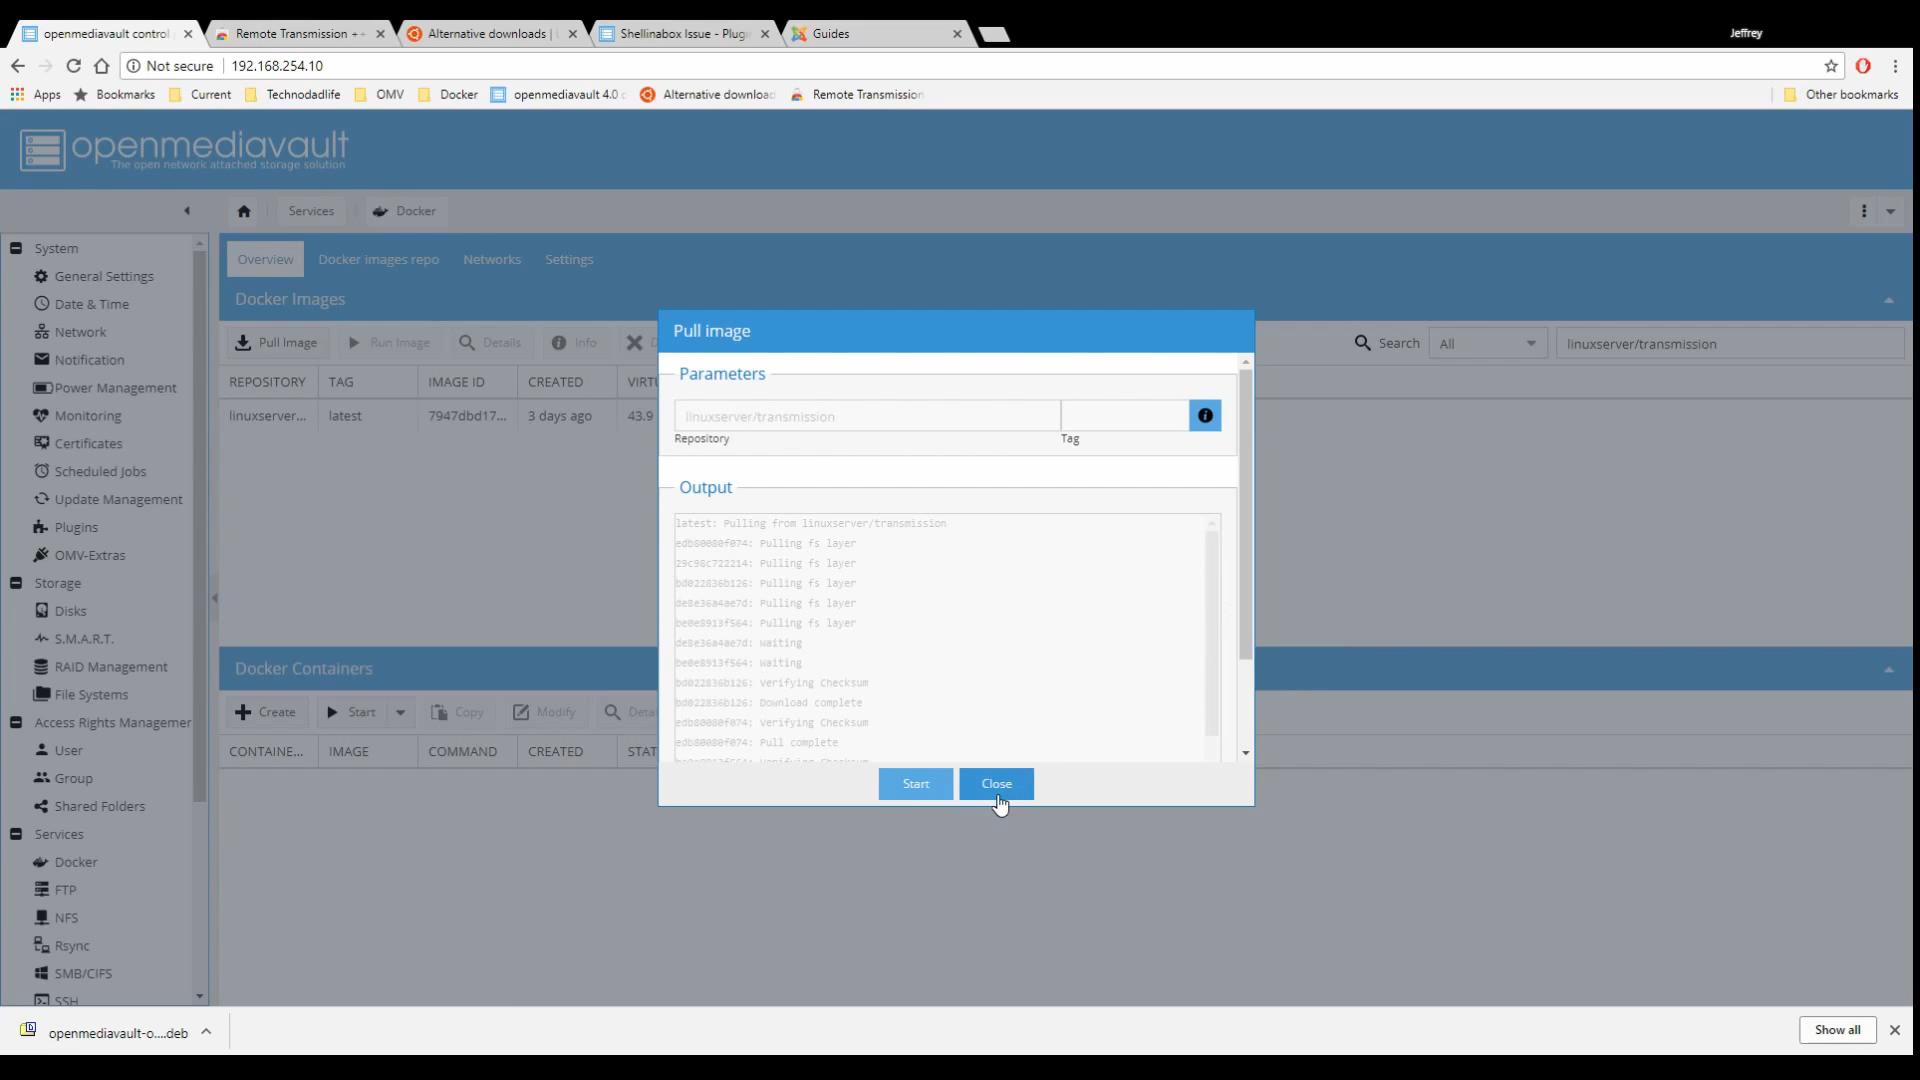 openmediavault control
Remote Transmission ++
Alternative downloads |
Shellinabox Issue - Plugi
Guides
Jeffrey
Not secure
192.168.254.10
Apps
Bookmarks
Current
Technodadlife
OMV
Docker
openmediavault 4.0
Alternative download
Remote Transmission
Other bookmarks
openmediavault
The open network attached storage solution
Services
Docker
System
General Settings
Date & Time
Network
Notification
Power Management
Monitoring
Certificates
Scheduled Jobs
Update Management
Plugins
OMV-Extras
Storage
Disks
S.M.A.R.T.
RAID Management
File Systems
Access Rights Managemer
User
Group
Shared Folders
Services
Docker
FTP
NFS
Rsync
SMB/CIFS
SSH
Overview
Docker images repo
Networks
Settings
Docker Images
Pull Image
Run Image
Details
Info
D
Search
All
linuxserver/transmission
REPOSITORY
TAG
IMAGE ID
CREATED
VIRTU
linuxserver...
latest
7947dbd17...
3 days ago
43.9
Pull image
Parameters
linuxserver/transmission
Repository
Tag
Output
latest: Pulling from linuxserver/transmission
edb80080f074: Pulling fs layer
29c98c722214: Pulling fs layer
bd022836b126: Pulling fs layer
de8e36a4ae7d: Pulling fs layer
be0e8913f564: Pulling fs layer
de8e36a4ae7d: Waiting
be0e8913f564: Waiting
bd022836b126: Verifying Checksum
bd022836b126: Download complete
edb80080f074: Verifying Checksum
edb80080f074: Pull complete
be0e8913f564: Verifying Checksum
Start
Close
Docker Containers
Create
Start
Copy
Modify
Detai
CONTAINE...
IMAGE
COMMAND
CREATED
STAT
openmediavault-o....deb
Show all